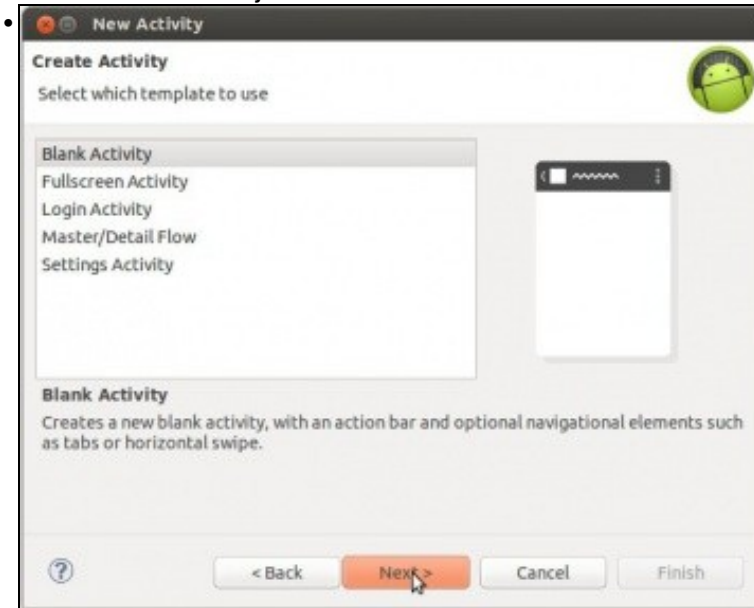 New Activity
Create Activity
Select which template to use
Blank Activity
Fullscreen Activity
Login Activity
Master/Detail Flow
Settings Activity
Blank Activity
Creates a new blank activity, with an action bar and optional navigational elements such
as tabs or horizontal swipe.
< Back Next > Cancel Finish